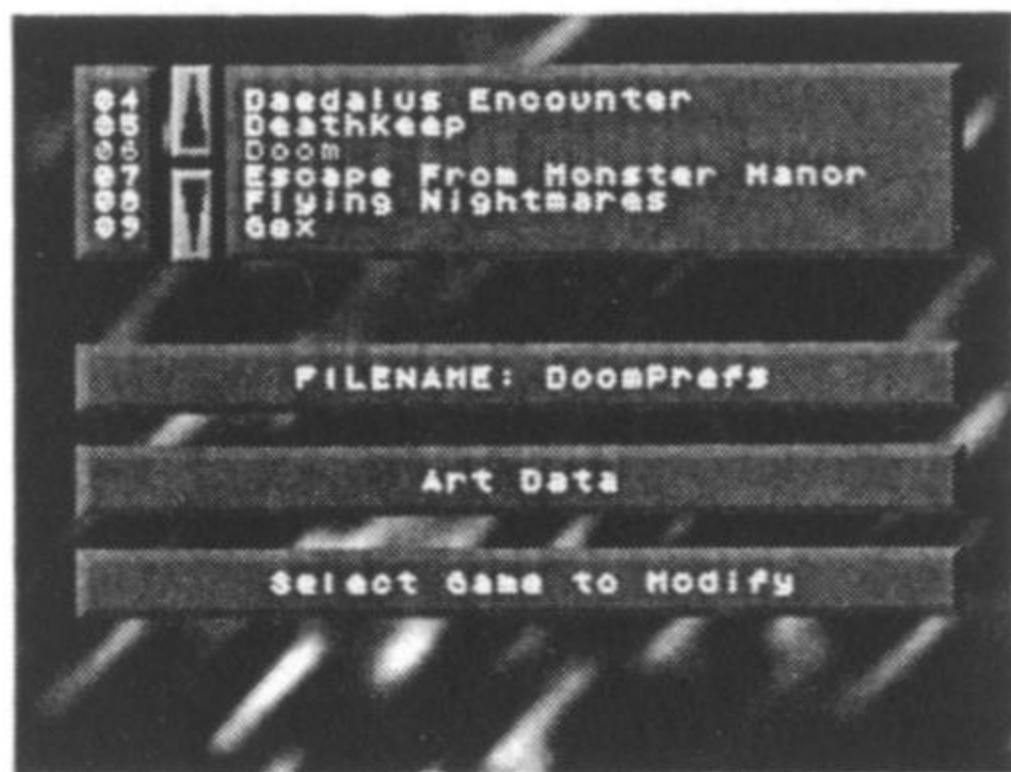 04 Daedalus Encounter
05 DeathKeep
06 Doom
07 Escape From Monster Manor
08 Flying Nightmares
09 Gex
FILENAME: DoomPrefs
Art Data
Select Game to Modify